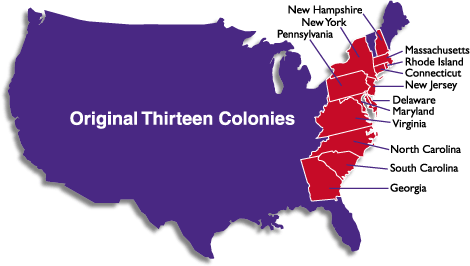 New Hampshire
New York
Pennsylvania
Massachusetts
Rhode Island
Connecticut
New Jersey
Delaware
Maryland
Virginia
Original Thirteen Colonies
North Carolina
South Carolina
Georgia